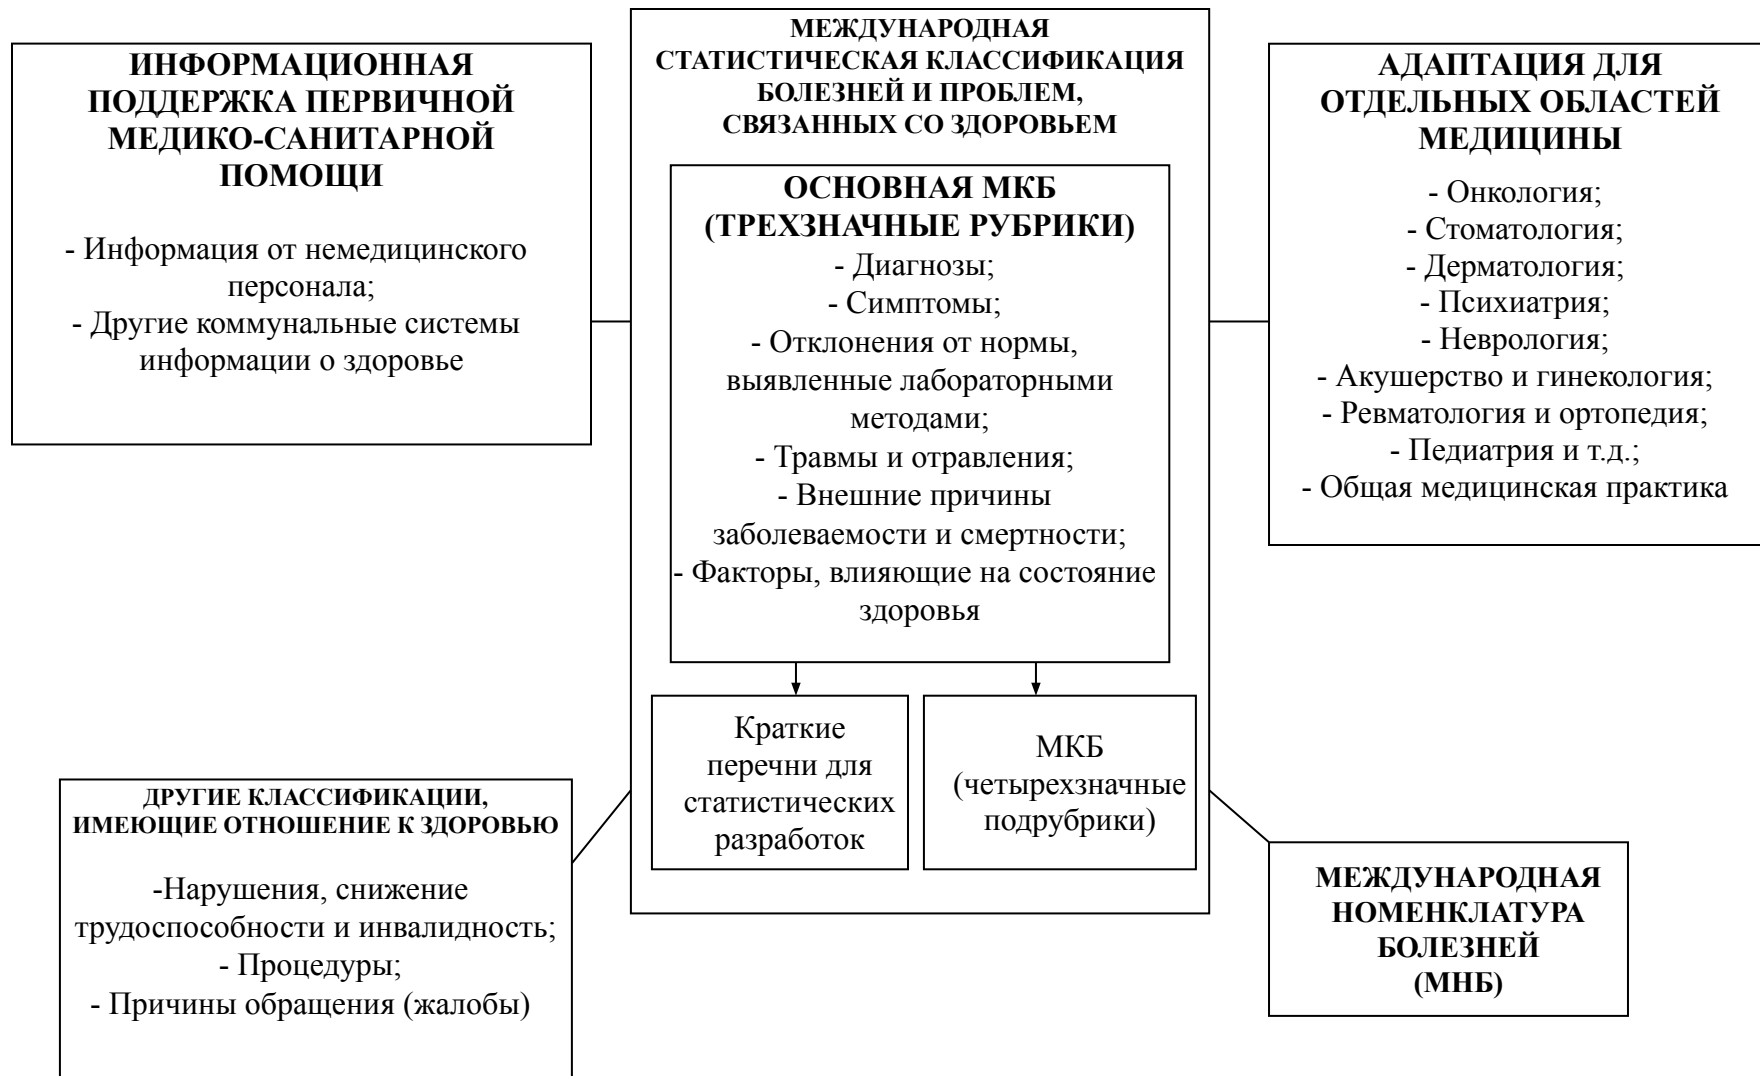 ИНФОРМАЦИОННАЯ
ПОДДЕРЖКА ПЕРВИЧНОЙ
МЕДИКО-САНИТАРНОЙ
ПОМОЩИ
- Информация от немедицинского
персонала;
- Другие коммунальные системы
информации о здоровье
МЕЖДУНАРОДНАЯ
СТАТИСТИЧЕСКАЯ КЛАССИФИКАЦИЯ
БОЛЕЗНЕЙ И ПРОБЛЕМ,
СВЯЗАННЫХ СО ЗДОРОВЬЕМ
ОСНОВНАЯ МКБ
(ТРЕХЗНАЧНЫЕ РУБРИКИ)
- Диагнозы;
- Симптомы;
- Отклонения от нормы,
выявленные лабораторными
методами;
- Травмы и отравления;
- Внешние причины
заболеваемости и смертности;
- Факторы, влияющие на состояние
здоровья
Краткие
перечни для
статистических
разработок
МКБ
(четырехзначные
подрубрики)
АДАПТАЦИЯ ДЛЯ
ОТДЕЛЬНЫХ ОБЛАСТЕЙ
МЕДИЦИНЫ
- Онкология;
- Стоматология;
- Дерматология;
- Психиатрия;
- Неврология;
- Акушерство и гинекология;
- Ревматология и ортопедия;
- Педиатрия и т.д.;
- Общая медицинская практика
ДРУГИЕ КЛАССИФИКАЦИИ,
ИМЕЮЩИЕ ОТНОШЕНИЕ К ЗДОРОВЬЮ
-Нарушения, снижение
трудоспособности и инвалидность;
- Процедуры;
- Причины обращения (жалобы)
МЕЖДУНАРОДНАЯ
НОМЕНКЛАТУРА
БОЛЕЗНЕЙ
(МНБ)